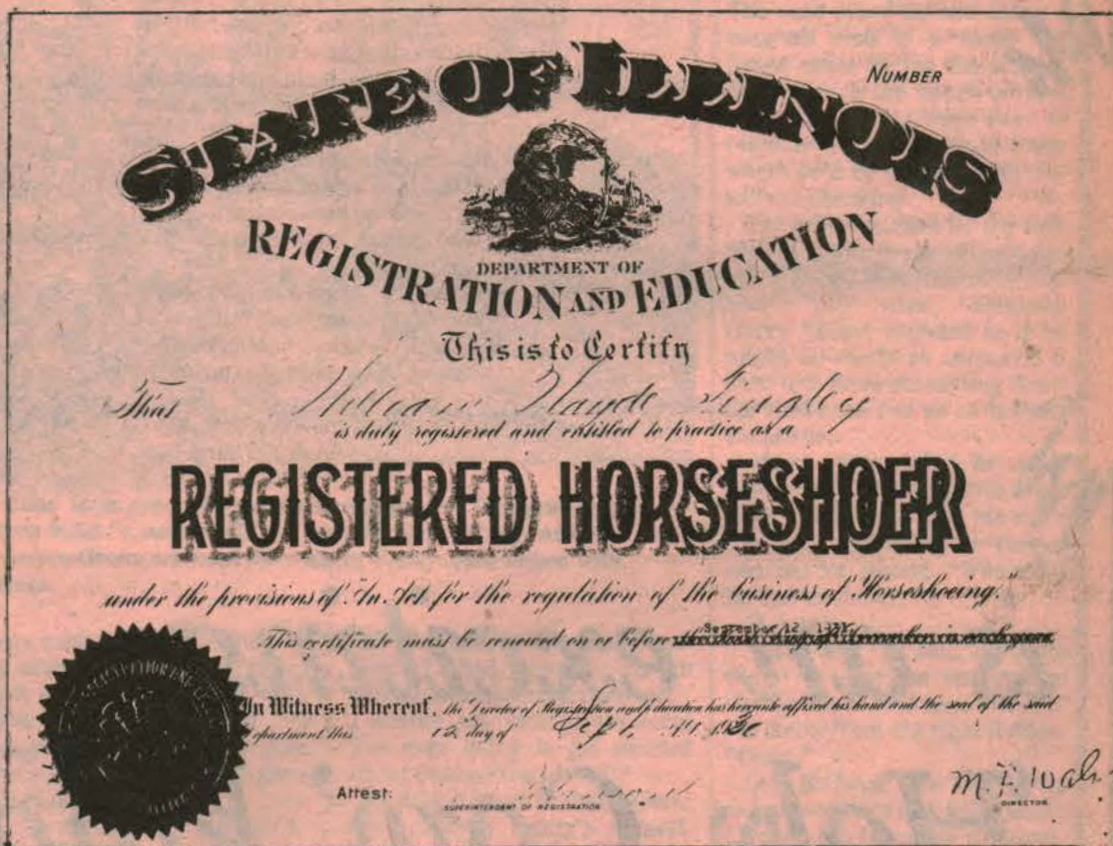 NUMBER
STATE OF ILLINOIS
DEPARTMENT OF
REGISTRATION AND EDUCATION
This is to Certify
That William
is duly registered and entitled to practice as a
REGISTERED HORSESHOER
under the provisions of "An Act for the regulation of the business of Horseshoeing."
September 12,
This certificate must be renewed on or before
In Witness Whereof, the Director of Registration and Education has hereunto affixed his hand and the seal of the said
Department this 12 day of Sept.
Attest:
SUPERINTENDENT OF REGISTRATION
M. F. Wals
DIRECTOR